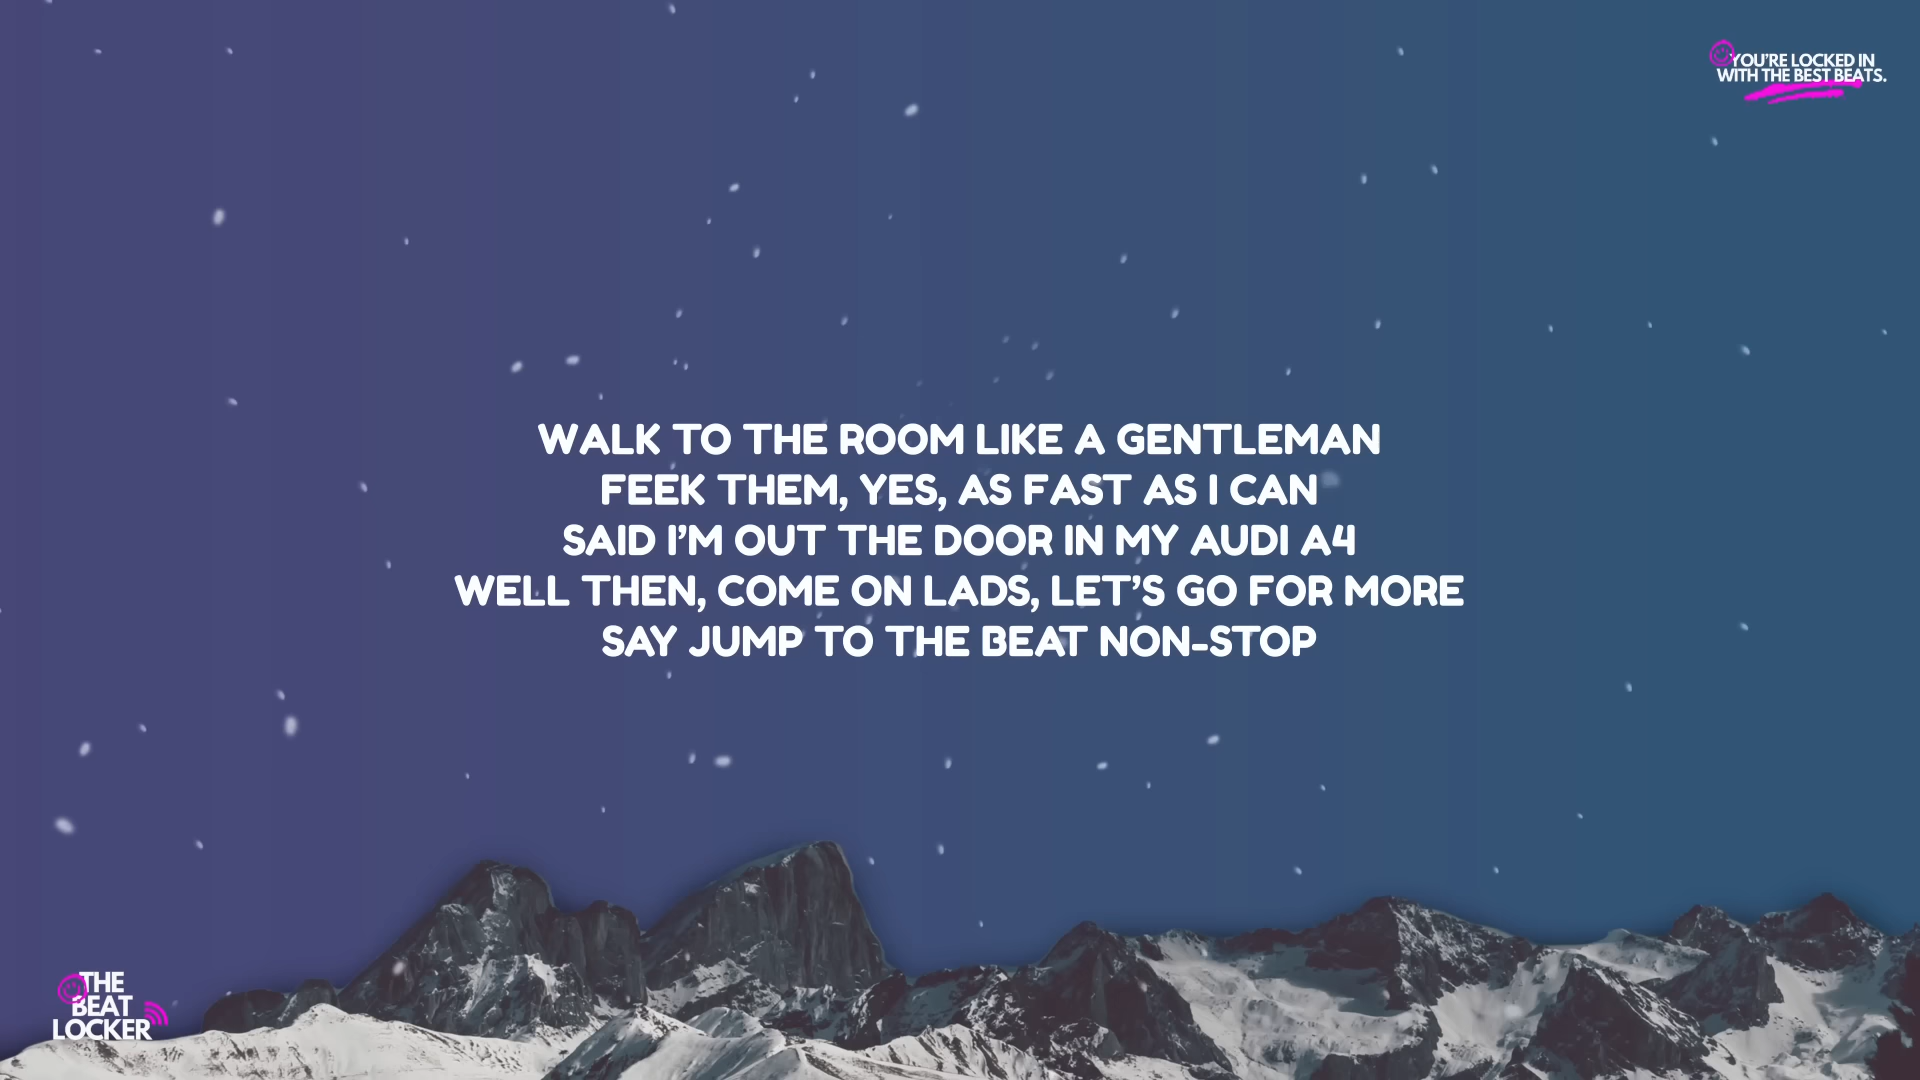 YOU'RE LOCKED IN
WITH THE BEST BEATS.
WALK TO THE ROOM LIKE A GENTLEMAN
FEEK THEM, YES, AS FAST AS I CAN
SAID I'M OUT THE DOOR IN MY AUDI A4
WELL THEN, COME ON LADS, LET'S GO FOR MORE
SAY JUMP TO THE BEAT NON-STOP
THE
BEAT
LOCKER